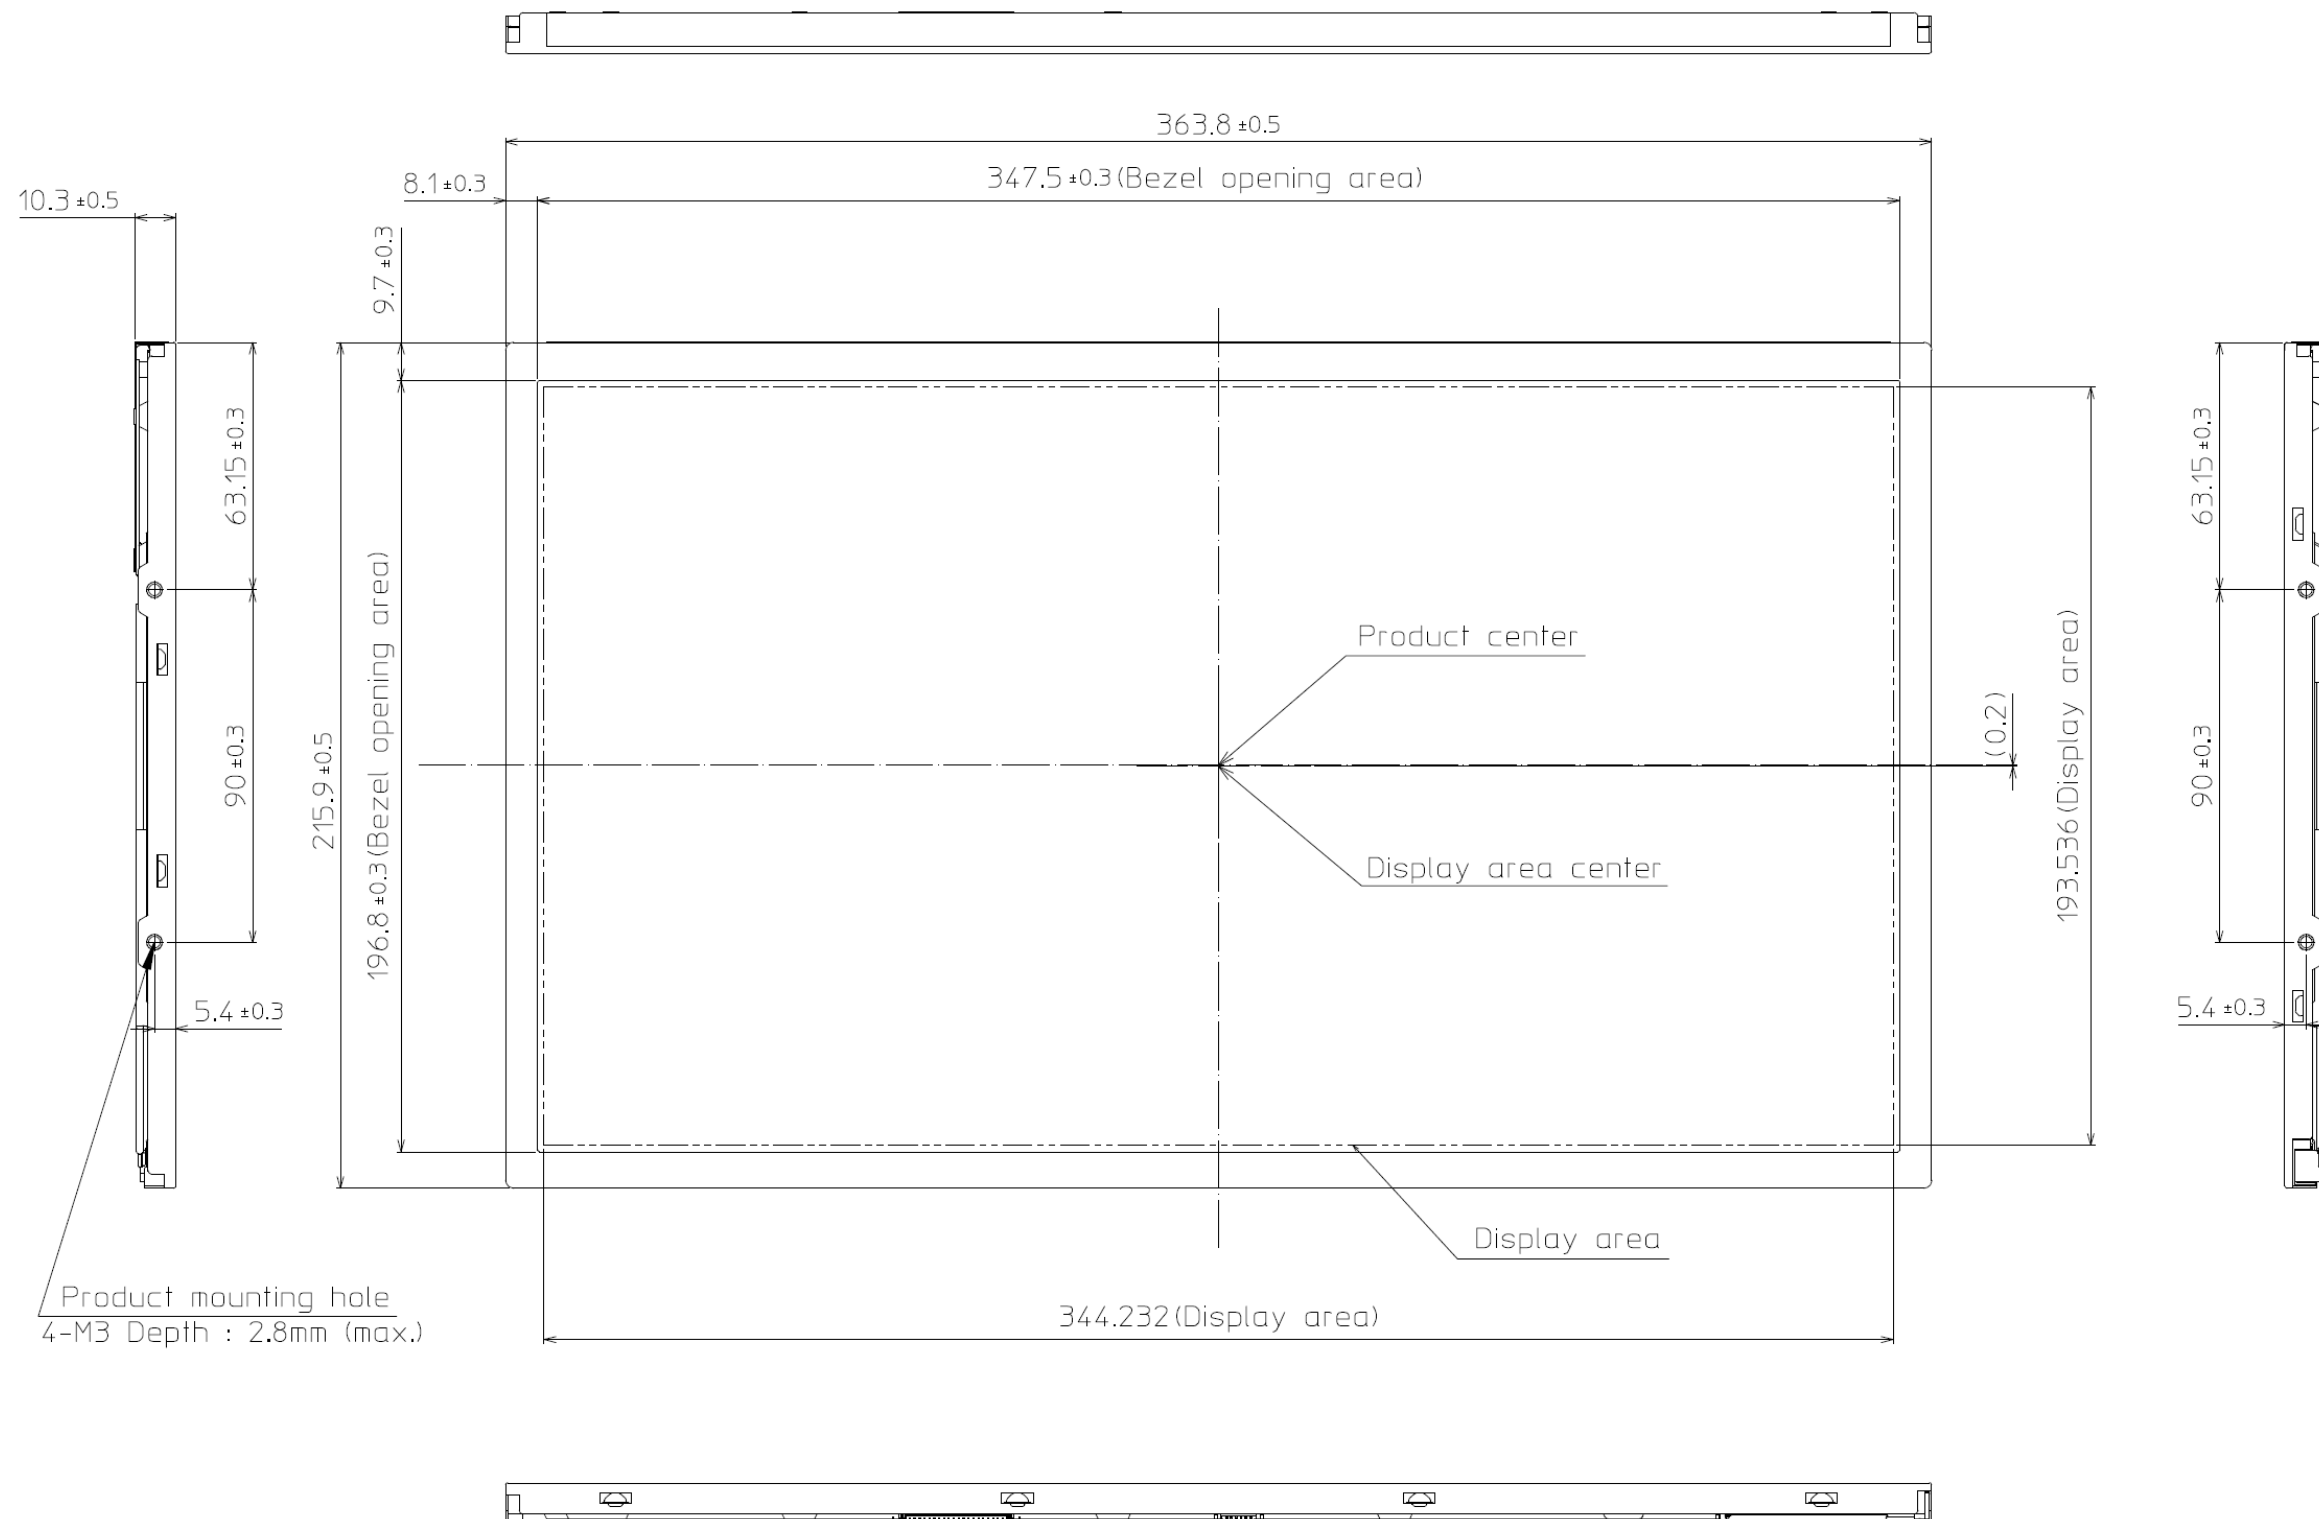 363.8 ±0.5
8.1 ±0.3
347.5 ±0.3 (Bezel opening area)
10.3 ±0.5
9.7 ±0.3
63.15 ±0.3
63.15 ±0.3
196.8 ±0.3 (Bezel opening area)
Product center
193.536 (Display area)
(0.2)
90 ±0.3
215.9 ±0.5
90 ±0.3
Display area center
5.4 ±0.3
5.4 ±0.3
Display area
Product mounting hole
4-M3 Depth : 2.8mm (max.)
344.232 (Display area)